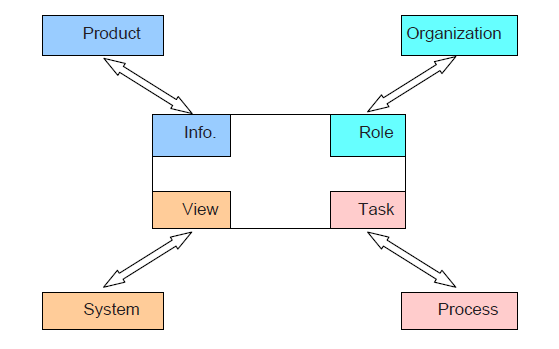 Product
Organization
Info.
Role
View
Task
System
Process